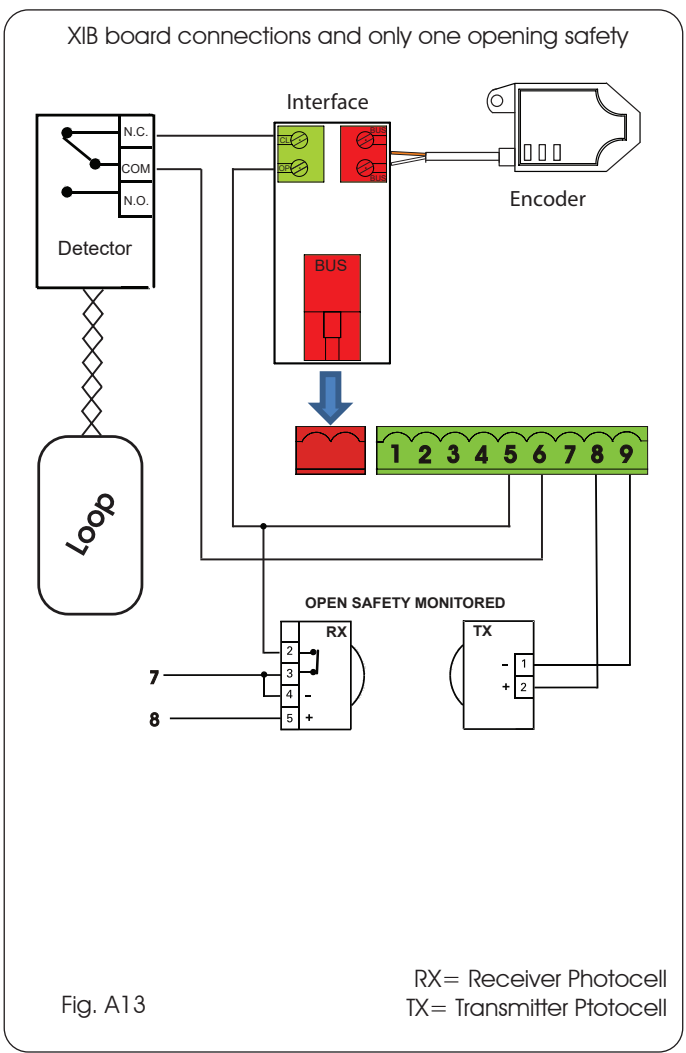 XIB board connections and only one opening safety
Interface
N.C.
COM
N.O.
Detector
CL
OP
BUS
BUS
Encoder
BUS
Loop
1 2 3 4 5 6 7 8 9
OPEN SAFETY MONITORED
RX
2
3
4 -
5 +
7
8
TX
- 1
+ 2
Fig. A13
RX= Receiver Photocell
TX= Transmitter Ptotocell